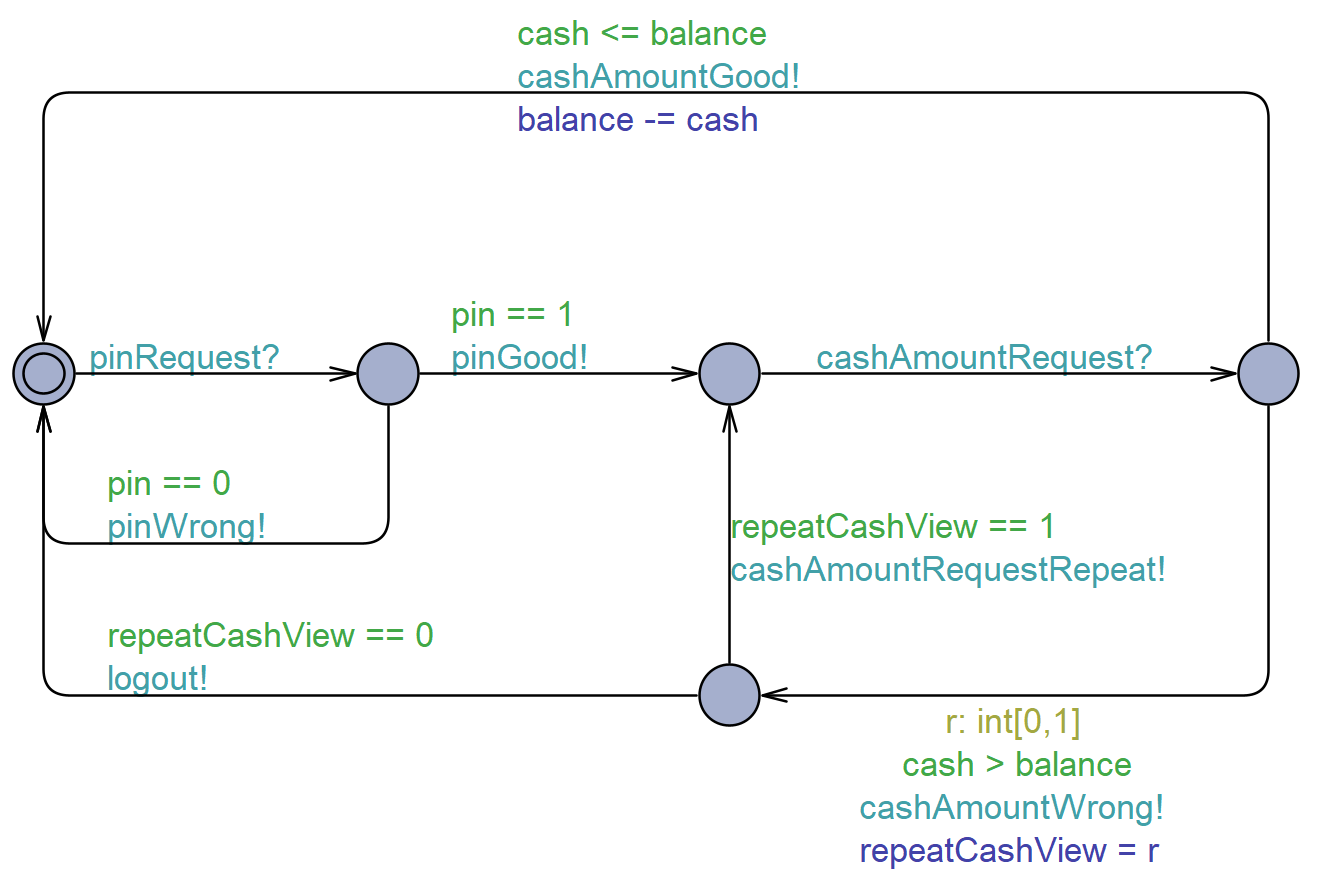 cash <= balance
cashAmountGood!
balance -= cash
pin == 1
pinRequest?
pinGood!
cashAmountRequest?
pin == 0
pinWrong!
repeatCashView == 1
cashAmountRequestRepeat!
repeatCashView == 0
logout!
r: int[0,1]
cash > balance
cashAmountWrong!
repeatCashView = r